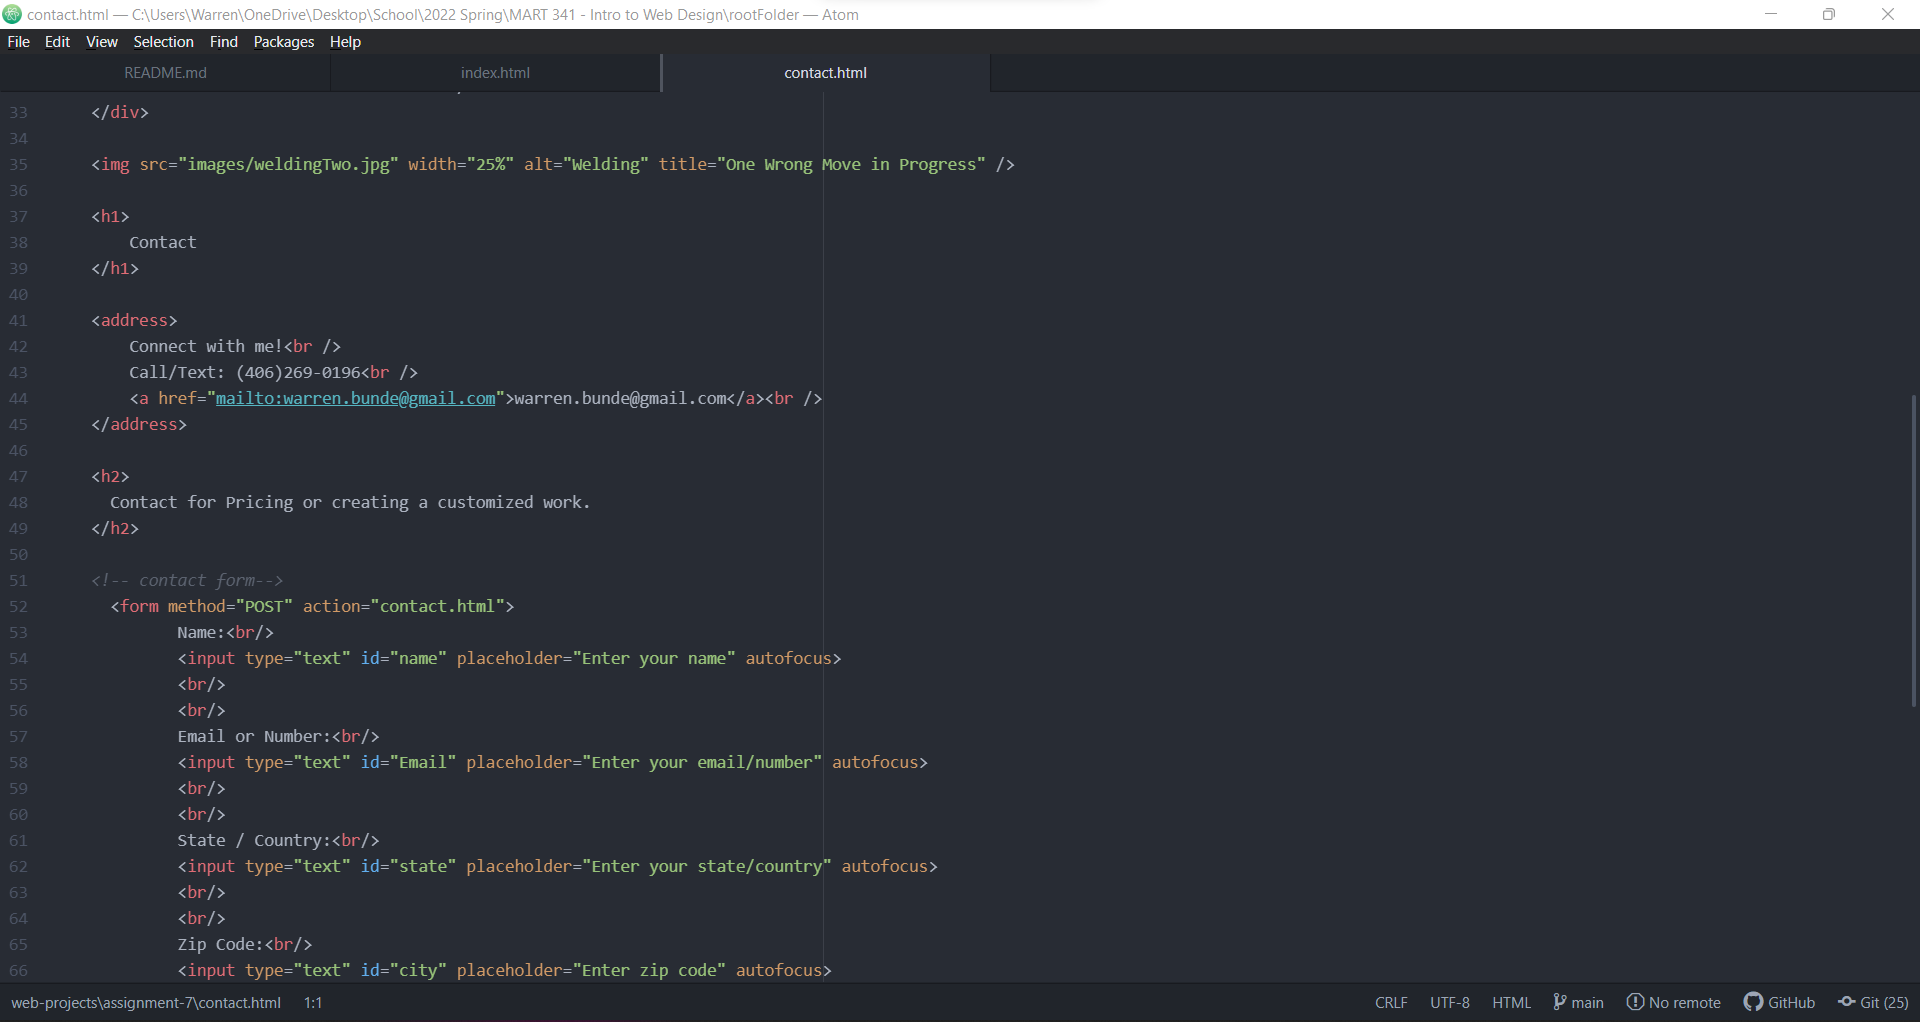 contact.html — C:\Users\Warren\OneDrive\Desktop\School\2022 Spring\MART 341 - Intro to Web Design\rootFolder — Atom
File Edit View Selection Find Packages Help
README.md index.html contact.html
33 </div>
34
35 <img src="images/weldingTwo.jpg" width="25%" alt="Welding" title="One Wrong Move in Progress" />
36
37 <h1>
38 Contact
39 </h1>
40
41 <address>
42 Connect with me!<br />
43 Call/Text: (406)269-0196<br />
44 <a href="mailto:warren.bunde@gmail.com">warren.bunde@gmail.com</a><br />
45 </address>
46
47 <h2>
48 Contact for Pricing or creating a customized work.
49 </h2>
50
51 <!-- contact form-->
52 <form method="POST" action="contact.html">
53 Name:<br/>
54 <input type="text" id="name" placeholder="Enter your name" autofocus>
55 <br/>
56 <br/>
57 Email or Number:<br/>
58 <input type="text" id="Email" placeholder="Enter your email/number" autofocus>
59 <br/>
60 <br/>
61 State / Country:<br/>
62 <input type="text" id="state" placeholder="Enter your state/country" autofocus>
63 <br/>
64 <br/>
65 Zip Code:<br/>
66 <input type="text" id="city" placeholder="Enter zip code" autofocus>
web-projects\assignment-7\contact.html 1:1 CRLF UTF-8 HTML main No remote GitHub Git (25)